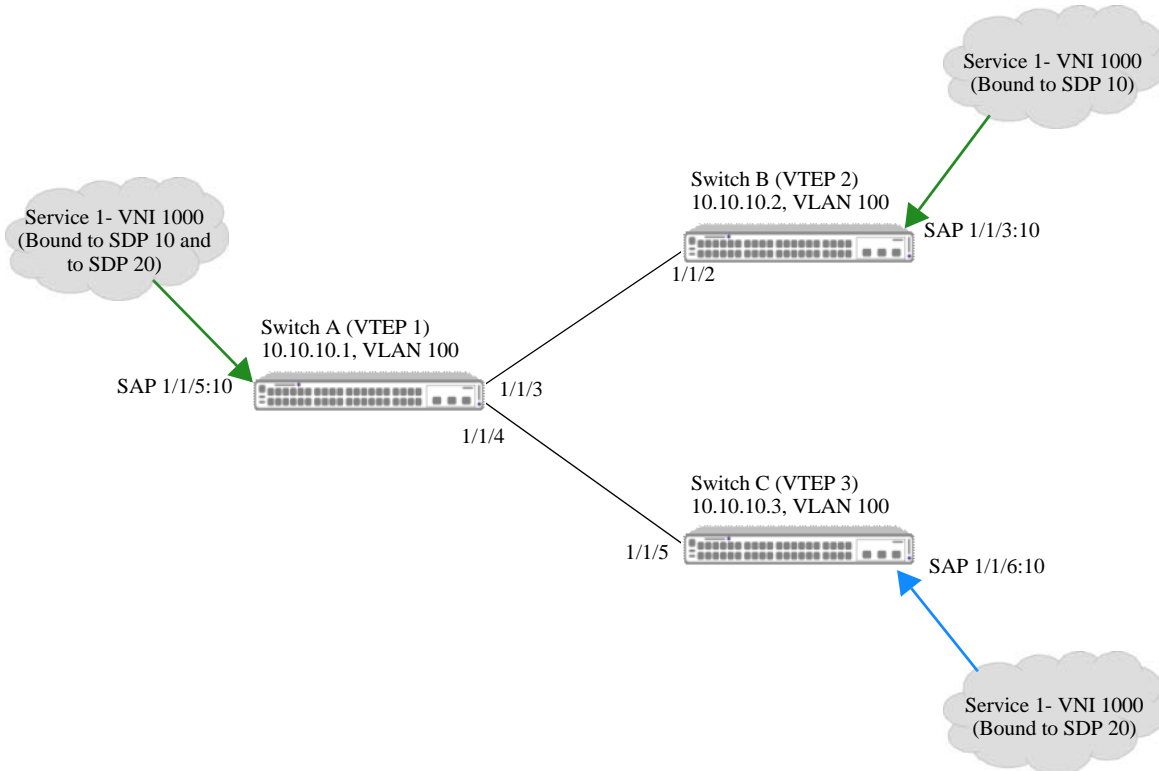 Service 1- VNI 1000
(Bound to SDP 10)
Switch B (VTEP 2)
10.10.10.2, VLAN 100
SAP 1/1/3:10
1/1/2
Service 1- VNI 1000
(Bound to SDP 10 and
to SDP 20)
Switch A (VTEP 1)
10.10.10.1, VLAN 100
SAP 1/1/5:10
1/1/3
1/1/4
Switch C (VTEP 3)
10.10.10.3, VLAN 100
1/1/5
SAP 1/1/6:10
Service 1- VNI 1000
(Bound to SDP 20)